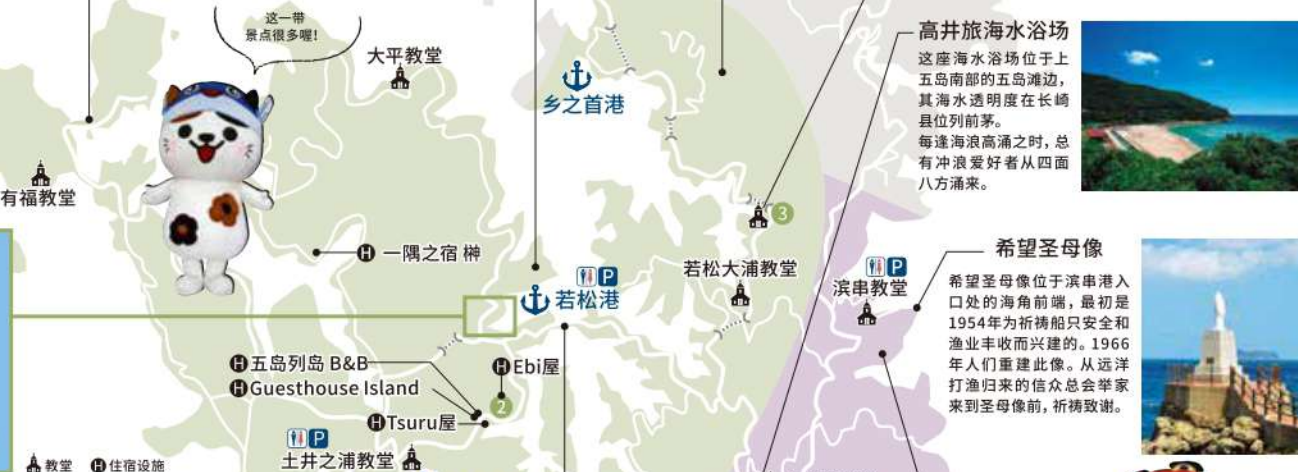 这一带
景点很多喔!
大平教堂
乡之首港
有福教堂
H 一隅之宿 榊
若松港
P
3
若松大浦教堂
P
滨串教堂
H 五岛列岛 B&B
H Guesthouse Island
H Ebi屋
2
H Tsuru屋
P
土井之浦教堂
教堂 H 住宿设施
高井旅海水浴场
这座海水浴场位于上
五岛南部的五岛滩边,
其海水透明度在长崎
县位列前茅。
每逢海浪高涌之时, 总
有冲浪爱好者从四面
八方涌来。
希望圣母像
希望圣母像位于滨串港入
口处的海角前端, 最初是
1954年为祈祷船只安全和
渔业丰收而兴建的。1966
年人们重建此像。从远洋
打渔归来的信众总会举家
来到圣母像前, 祈祷致谢。